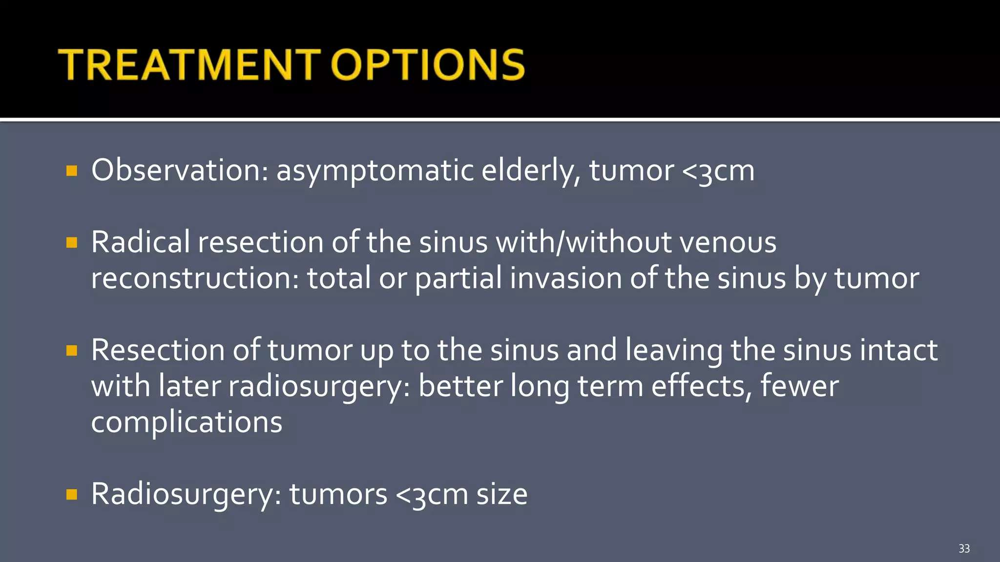 TREATMENT OPTIONS
Observation: asymptomatic elderly, tumor <3cm
Radical resection of the sinus with/without venous
reconstruction: total or partial invasion of the sinus by tumor
Resection of tumor up to the sinus and leaving the sinus intact
with later radiosurgery: better long term effects, fewer
complications
Radiosurgery: tumors <3cm size
33